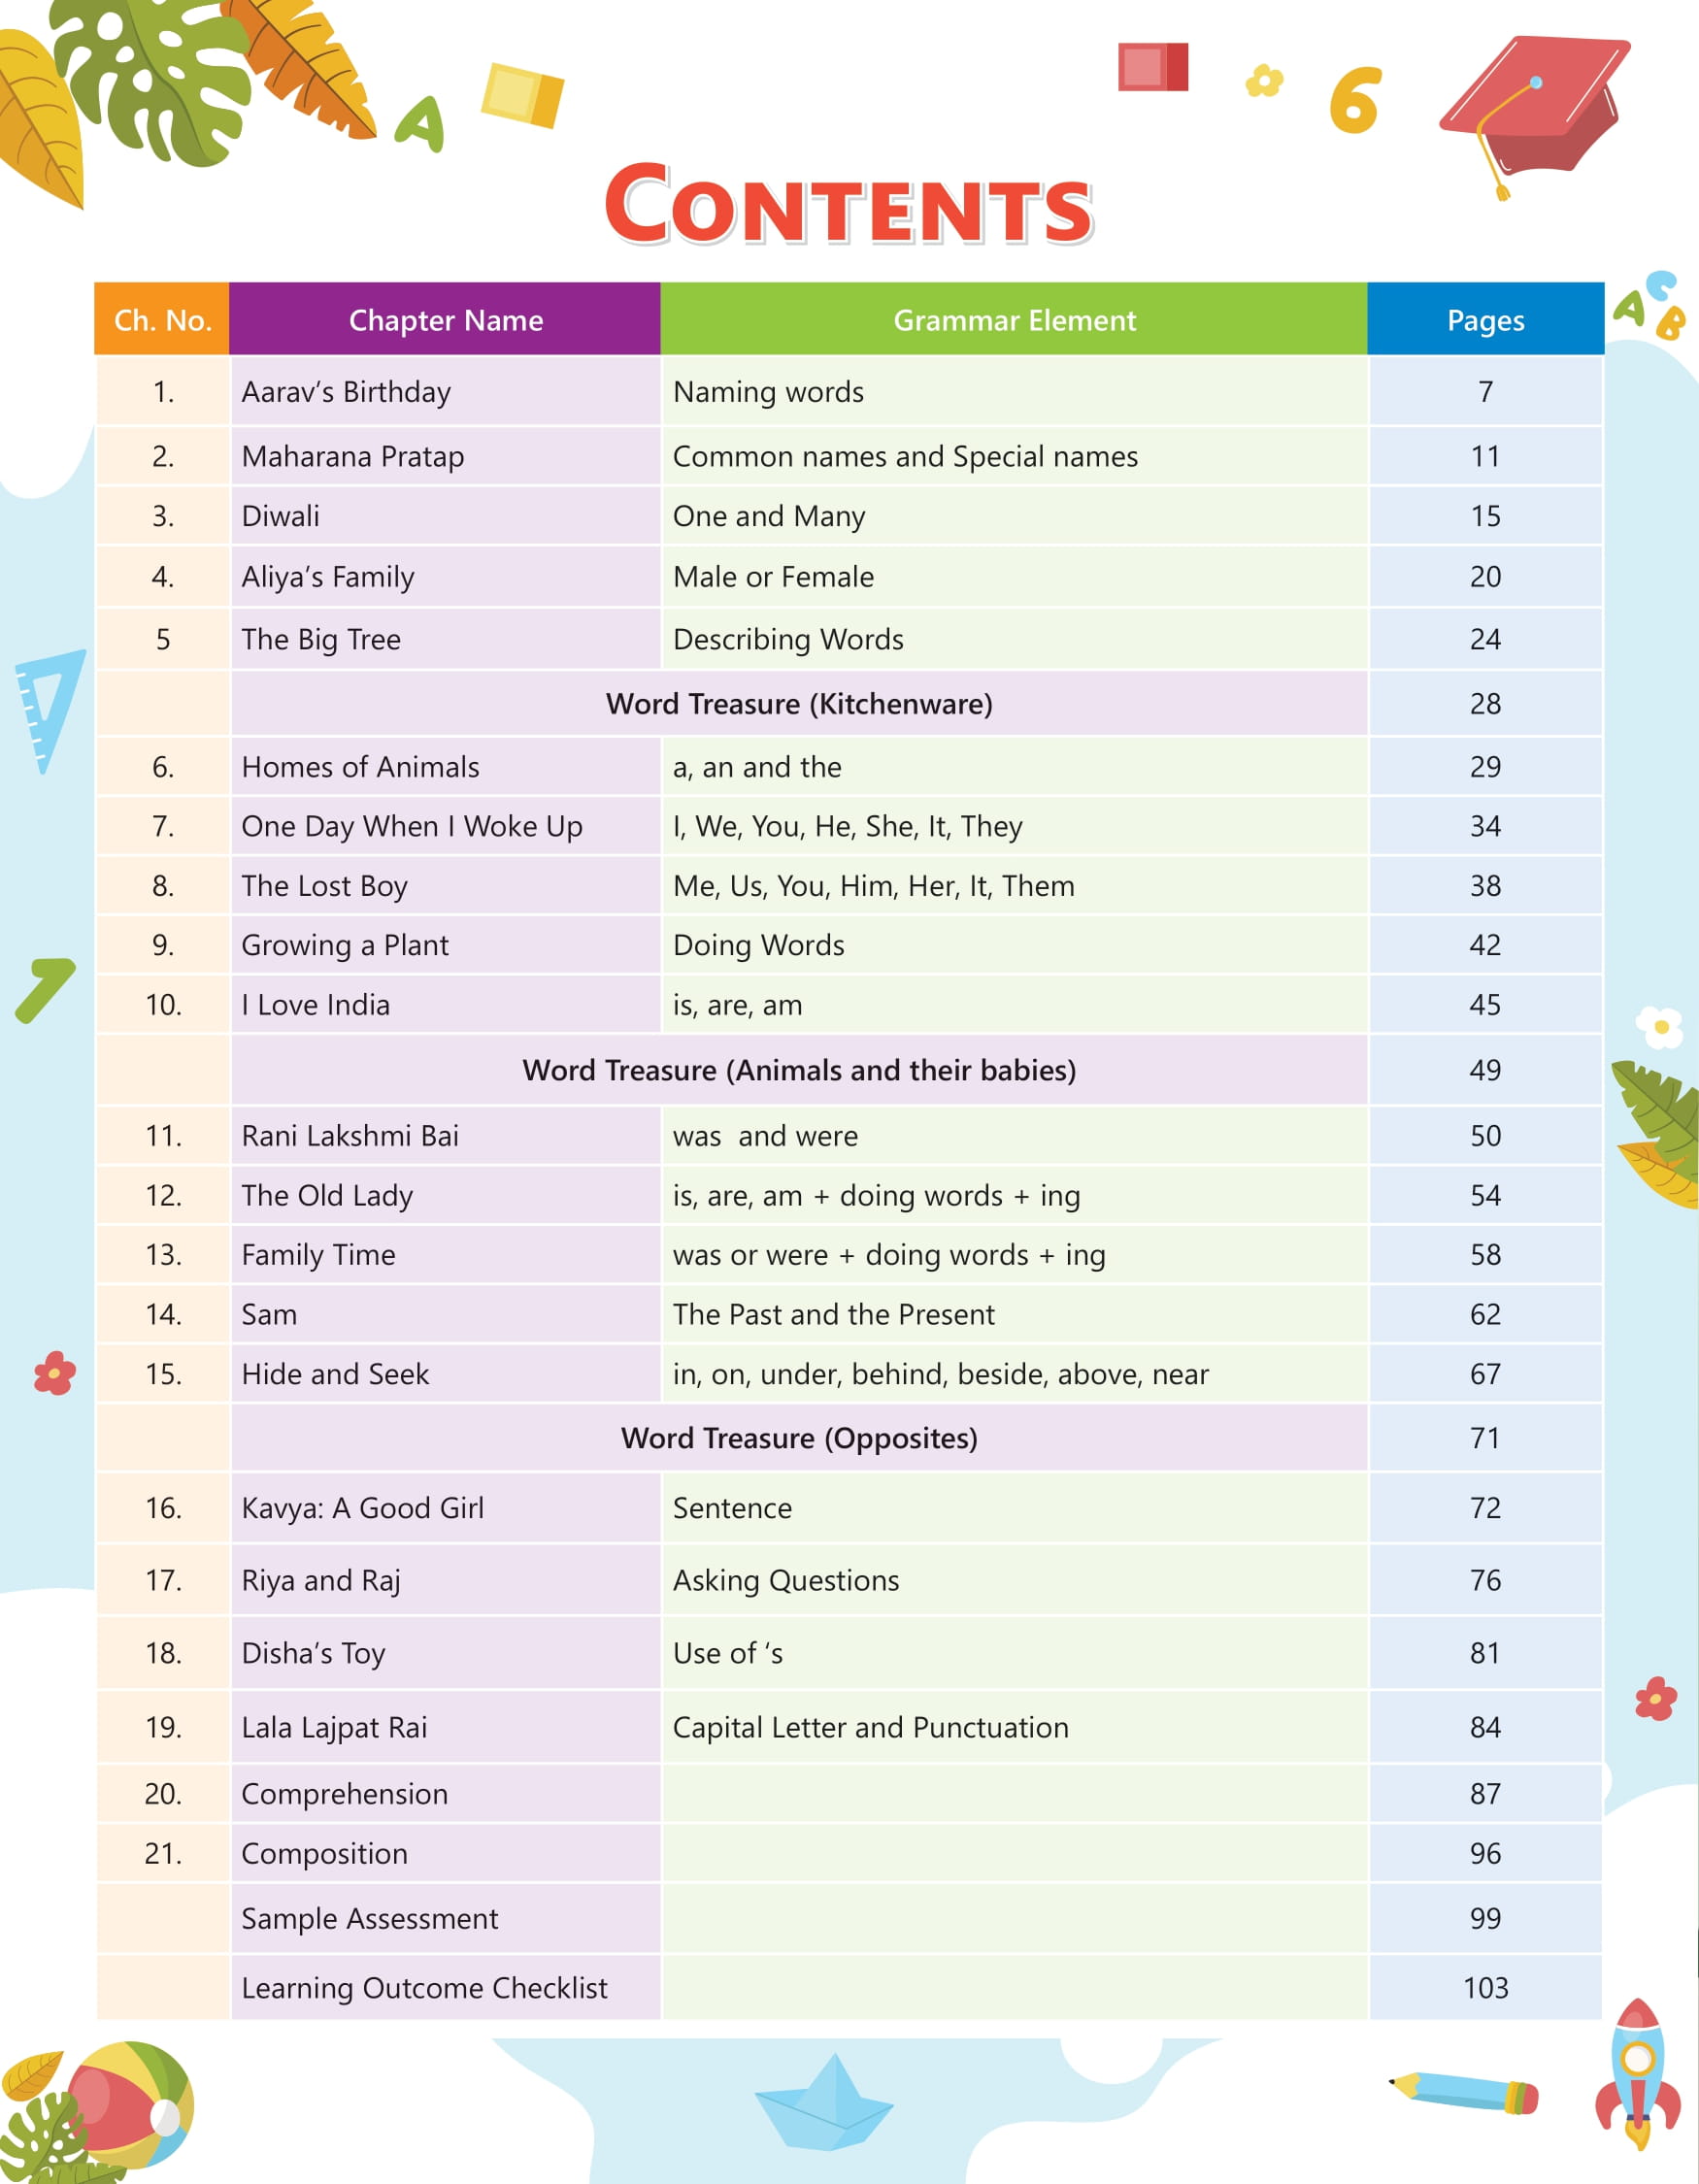 A
6
CONTENTS
A C B
Ch. No. Chapter Name Grammar Element Pages
1. Aarav’s Birthday Naming words 7
2. Maharana Pratap Common names and Special names 11
3. Diwali One and Many 15
4. Aliya’s Family Male or Female 20
5 The Big Tree Describing Words 24
Word Treasure (Kitchenware) 28
6. Homes of Animals a, an and the 29
7. One Day When I Woke Up I, We, You, He, She, It, They 34
8. The Lost Boy Me, Us, You, Him, Her, It, Them 38
9. Growing a Plant Doing Words 42
1
10. I Love India is, are, am 45
Word Treasure (Animals and their babies) 49
11. Rani Lakshmi Bai was and were 50
12. The Old Lady is, are, am + doing words + ing 54
13. Family Time was or were + doing words + ing 58
14. Sam The Past and the Present 62
15. Hide and Seek in, on, under, behind, beside, above, near 67
Word Treasure (Opposites) 71
16. Kavya: A Good Girl Sentence 72
17. Riya and Raj Asking Questions 76
18. Disha’s Toy Use of ‘s 81
19. Lala Lajpat Rai Capital Letter and Punctuation 84
20. Comprehension 87
21. Composition 96
Sample Assessment 99
Learning Outcome Checklist 103